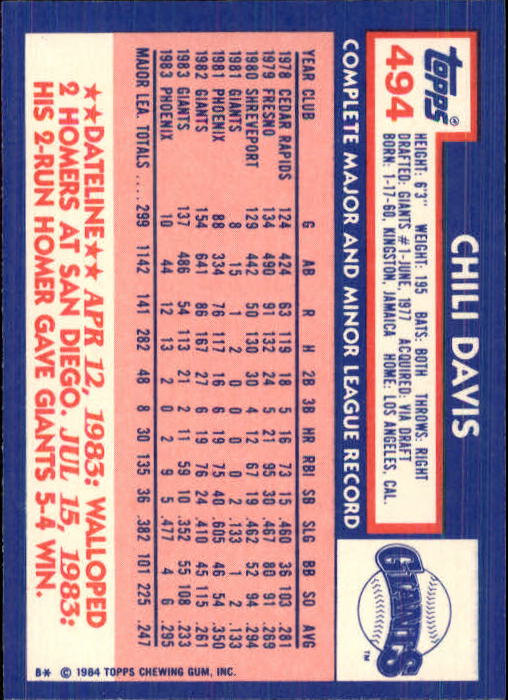 Topps®
494
CHILI DAVIS
HEIGHT: 6'3" WEIGHT: 195 BATS: BOTH THROWS: RIGHT
DRAFTED: GIANTS #1-JUNE, 1977 ACQUIRED: VIA DRAFT
BORN: 1-17-60, KINGSTON, JAMAICA HOME: LOS ANGELES, CAL.
GIANTS
TM
COMPLETE MAJOR AND MINOR LEAGUE RECORD
YEAR CLUB G AB R H 2B 3B HR RBI SB SLG BB SO AVG
1978 CEDAR RAPIDS 124 424 63 119 18 5 16 73 15 .460 36 103 .281
1979 FRESNO 134 490 91 132 24 5 21 95 30 .467 80 91 .269
1980 SHREVEPORT 129 442 50 130 30 4 12 67 19 .462 52 94 .294
1981 GIANTS 8 15 1 2 0 0 0 0 2 .133 1 2 .133
1981 PHOENIX 88 334 76 117 16 6 19 75 40 .605 46 54 .350
1982 GIANTS 154 641 86 167 27 6 19 76 24 .410 45 115 .261
1983 GIANTS 137 486 54 113 21 2 11 59 10 .352 55 108 .233
1983 PHOENIX 10 44 12 13 2 0 2 9 5 .477 4 6 .295
MAJOR LEA. TOTALS .... 299 1142 141 282 48 8 30 135 36 .382 101 225 .247
★★DATELINE★★ APR 12, 1983: WALLOPED
2 HOMERS AT SAN DIEGO. JUL 15, 1983:
HIS 2-RUN HOMER GAVE GIANTS 5-4 WIN.
B* © 1984 TOPPS CHEWING GUM, INC.